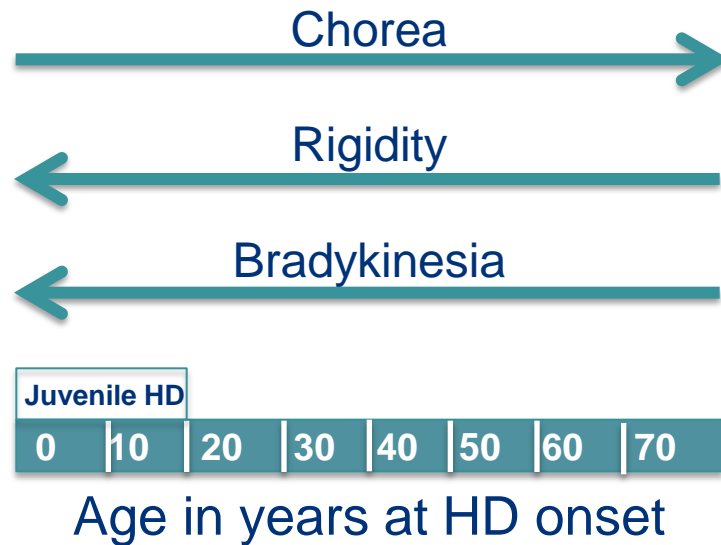 Chorea
Rigidity
Bradykinesia
Juvenile HD
0 10 20 30 40 50 60 70
Age in years at HD onset